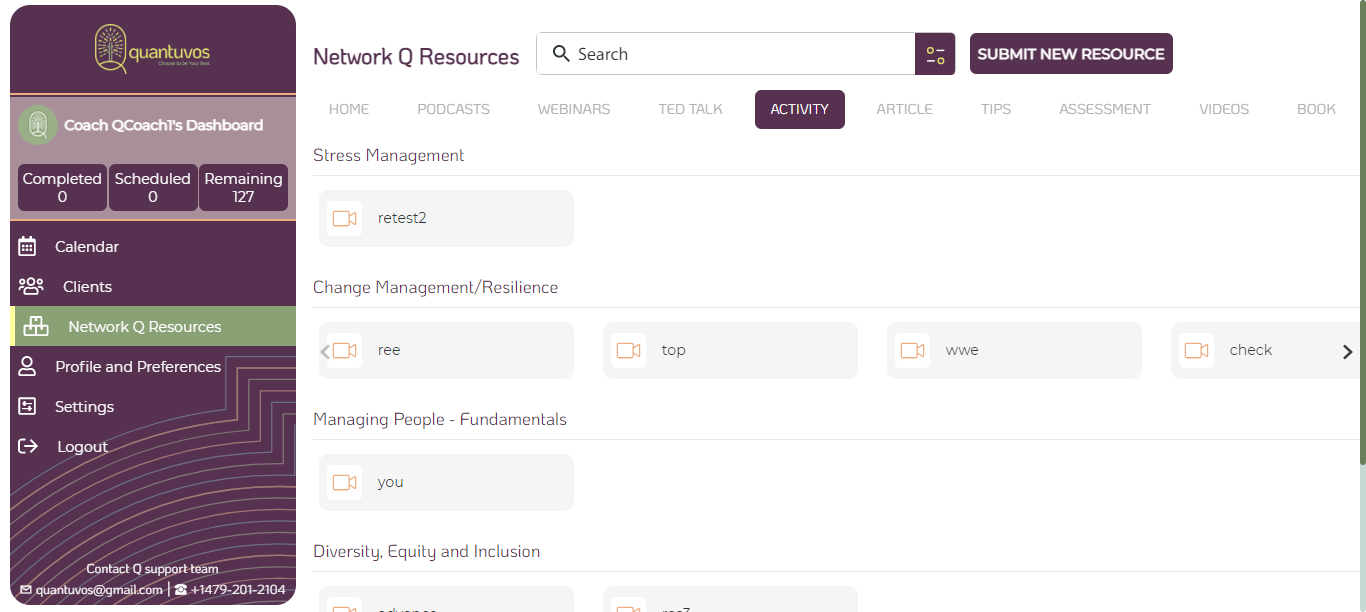 quantuvos
Choose to be Your Best
Coach QCoach1's Dashboard
Completed
0
Scheduled
0
Remaining
127
Calendar
Clients
Network Q Resources
Profile and Preferences
Settings
Logout
Contact Q support team
quantuvos@gmail.com | +1479-201-2104
Network Q Resources
Search
SUBMIT NEW RESOURCE
HOME PODCASTS WEBINARS TED TALK ACTIVITY ARTICLE TIPS ASSESSMENT VIDEOS BOOK
Stress Management
retest2
Change Management/Resilience
ree top wwe check
Managing People - Fundamentals
you
Diversity, Equity and Inclusion